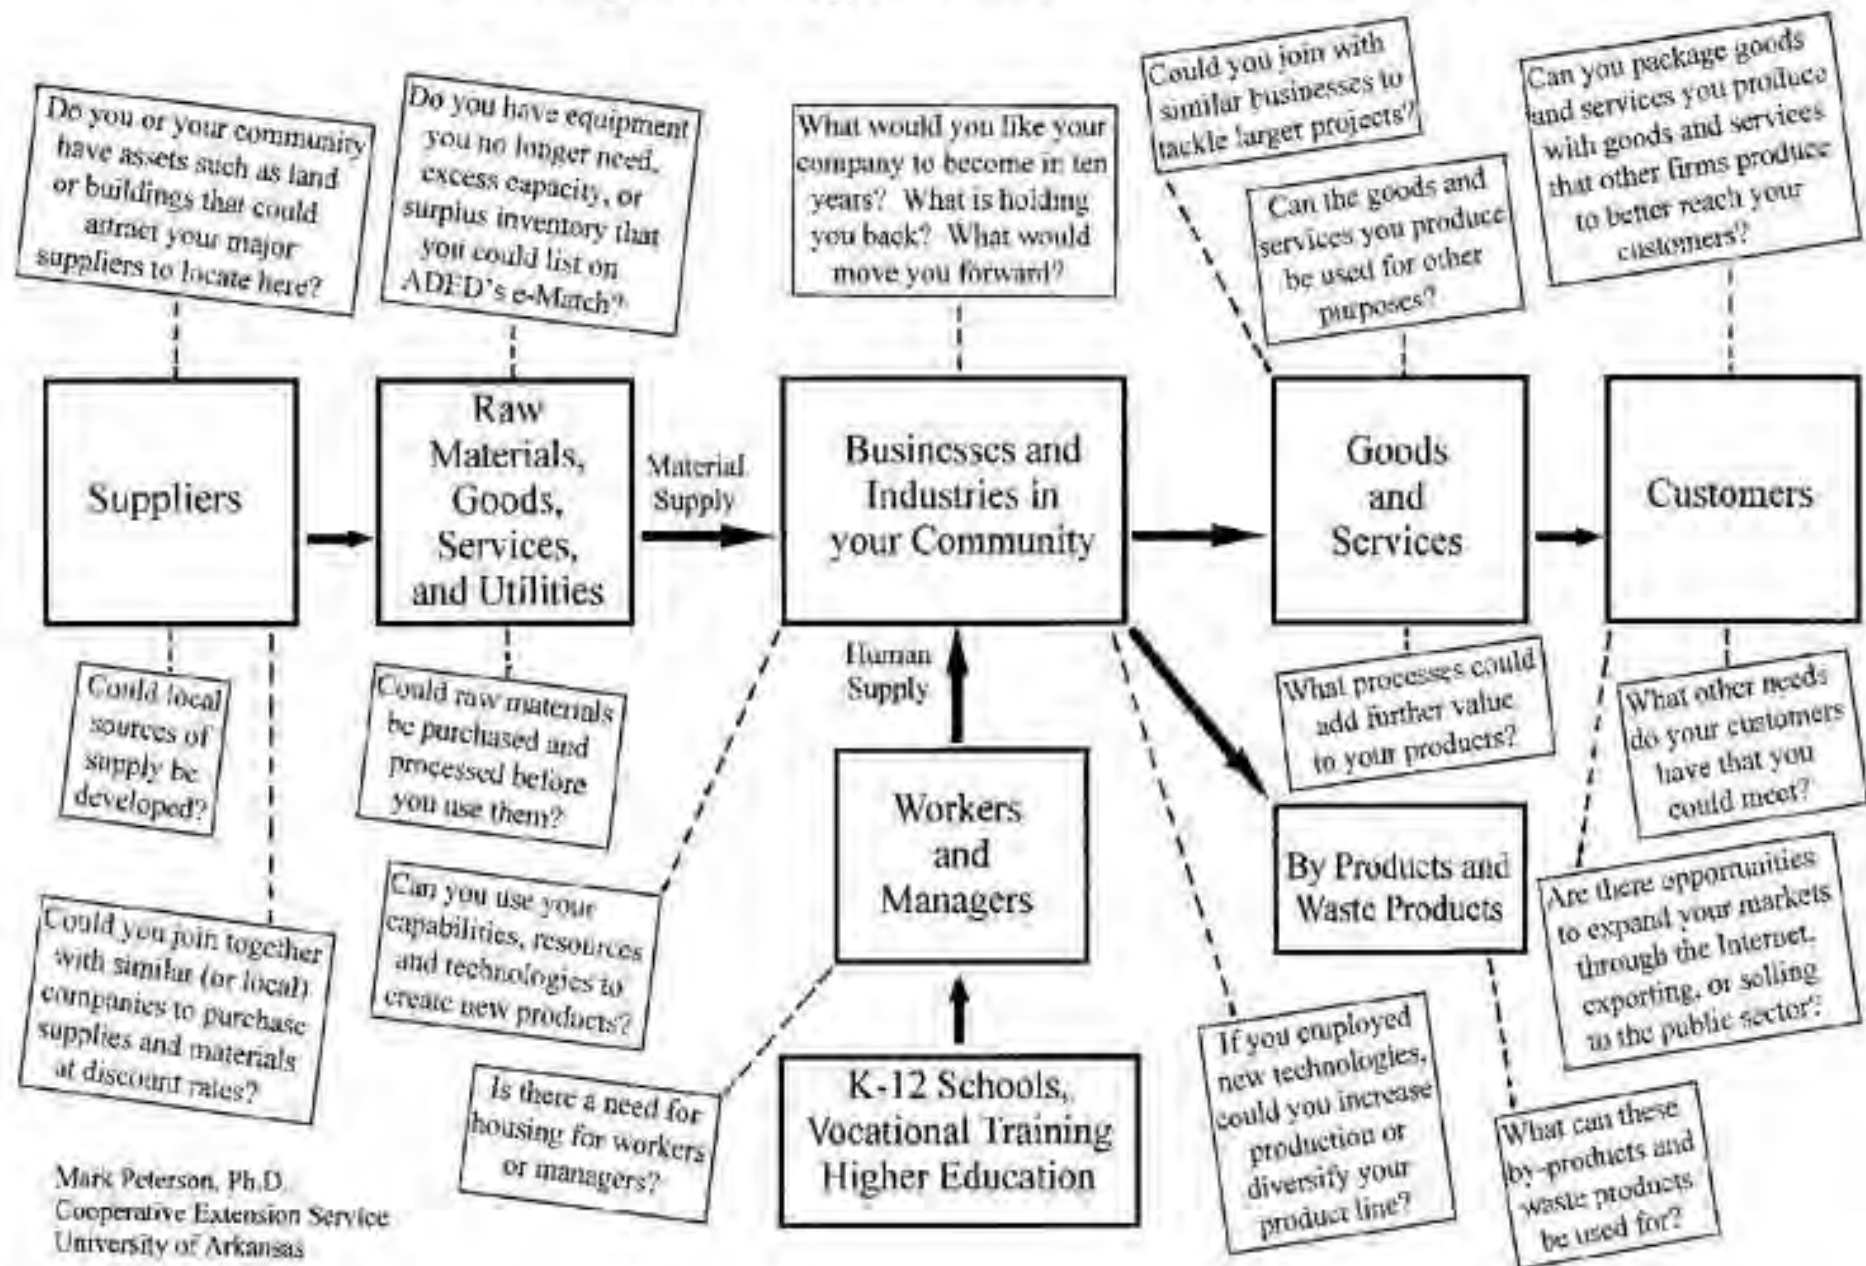 Do you or your community
have assets such as land
or buildings that could
attract your major
suppliers to locate here?
Do you have equipment
you no longer need,
excess capacity, or
surplus inventory that
you could list on
ADED's e-Match?
What would you like your
company to become in ten
years? What is holding
you back? What would
move you forward?
Could you join with
similar businesses to
tackle larger projects?
Can the goods and
services you produce
be used for other
purposes?
Can you package goods
and services you produce
with goods and services
that other firms produce
to better reach your
customers?
Suppliers
Raw
Materials,
Goods,
Services,
and Utilities
Material
Supply
Businesses and
Industries in
your Community
Goods
and
Services
Customers
Could local
sources of
supply be
developed?
Could raw materials
be purchased and
processed before
you use them?
Human
Supply
What processes could
add further value
to your products?
What other needs
do your customers
have that you
could meet?
Workers
and
Managers
By Products and
Waste Products
Could you join together
with similar (or local)
companies to purchase
supplies and materials
at discount rates?
Can you use your
capabilities, resources
and technologies to
create new products?
Are there opportunities
to expand your markets
through the Internet,
exporting, or selling
to the public sector?
Is there a need for
housing for workers
or managers?
K-12 Schools,
Vocational Training
Higher Education
If you employed
new technologies,
could you increase
production or
diversify your
product line?
What can these
by-products and
waste products
be used for?
Mark Peterson, Ph.D.
Cooperative Extension Service
University of Arkansas